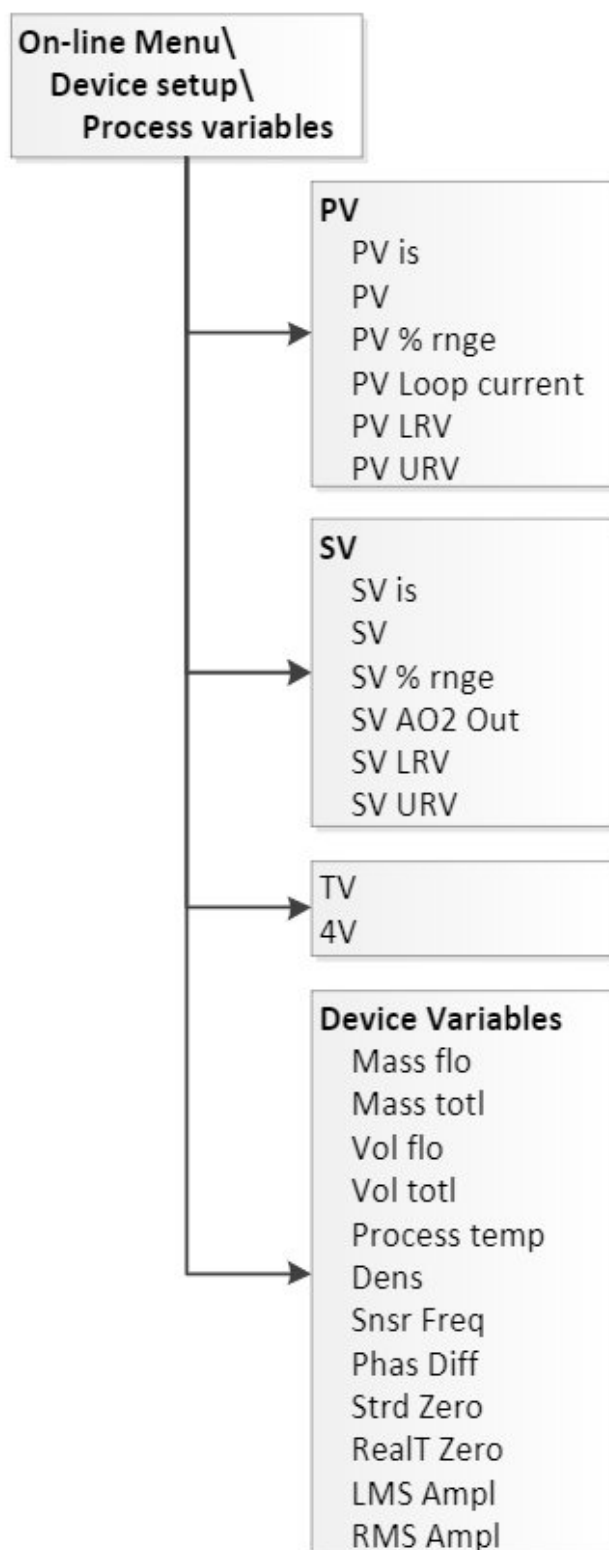 On-line Menu\
Device setup\
Process variables
PV
PV is
PV
PV % rnge
PV Loop current
PV LRV
PV URV
SV
SV is
SV
SV % rnge
SV AO2 Out
SV LRV
SV URV
TV
4V
Device Variables
Mass flo
Mass totl
Vol flo
Vol totl
Process temp
Dens
Snsr Freq
Phas Diff
Strd Zero
RealT Zero
LMS Ampl
RMS Ampl